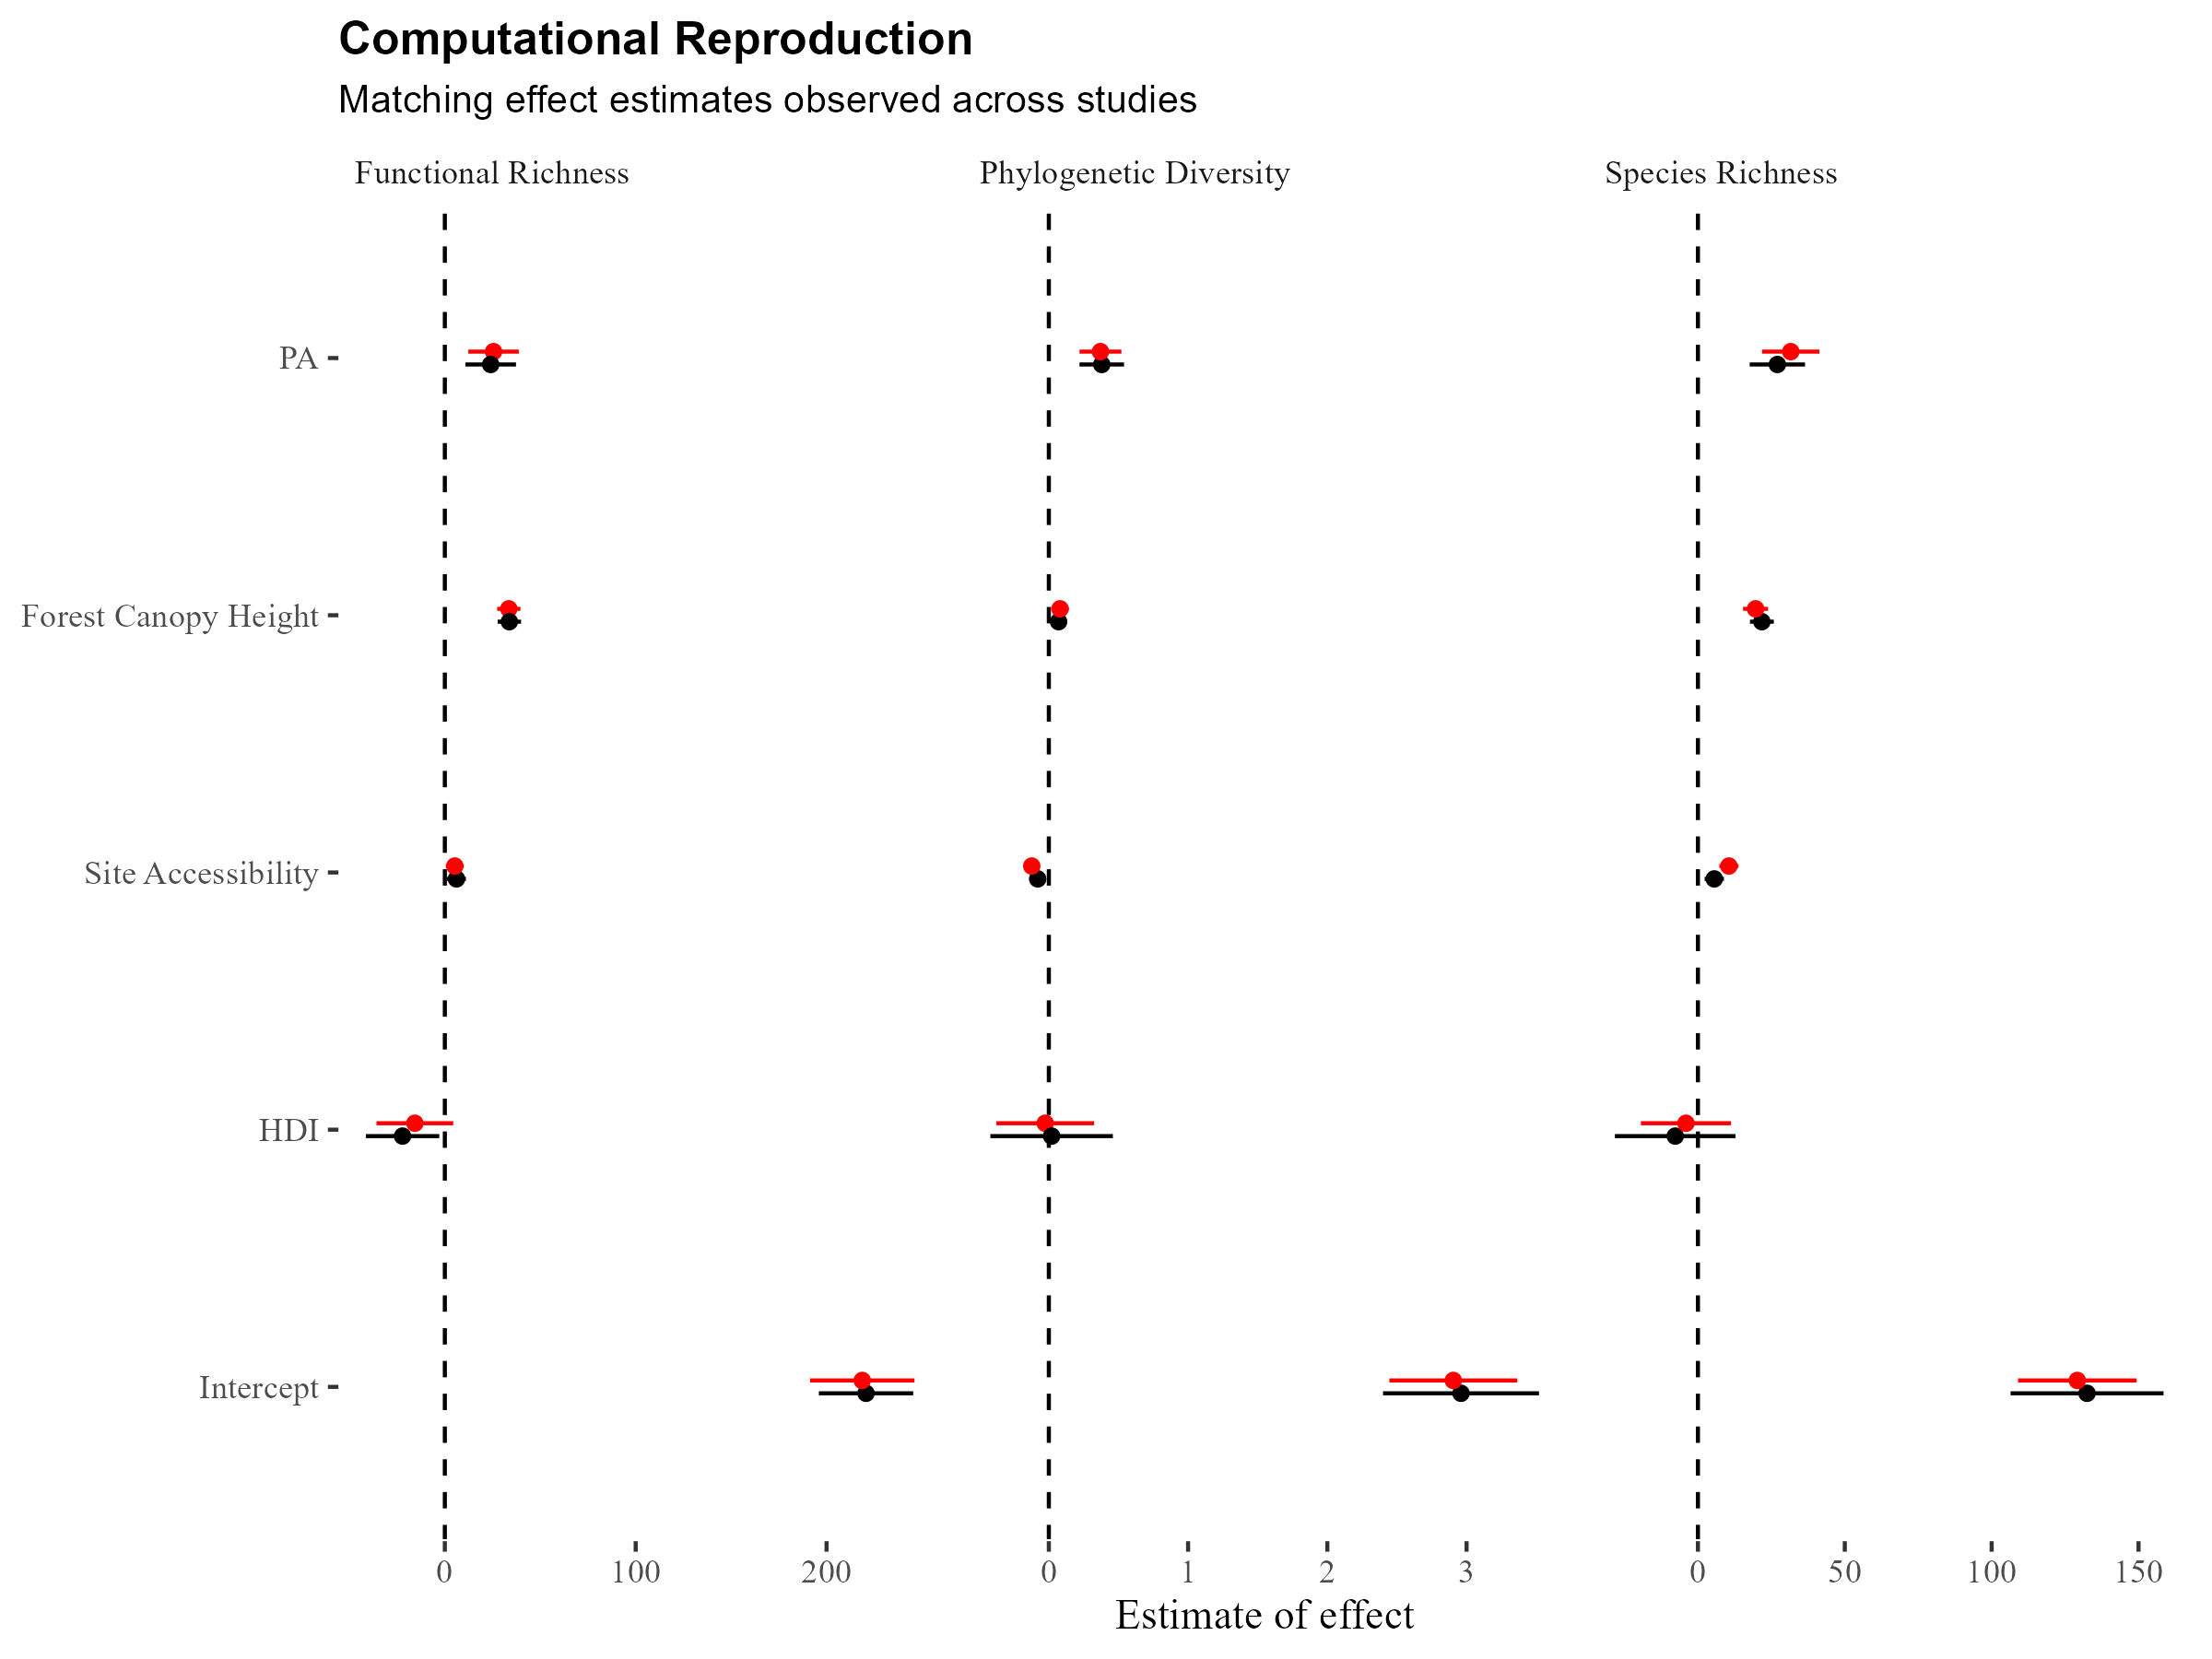 Computational Reproduction
Matching effect estimates observed across studies
Functional Richness
Phylogenetic Diversity
Species Richness
PA
Forest Canopy Height
Site Accessibility
HDI
Intercept
0 100 200 0 1 2 3 0 50 100 150
Estimate of effect